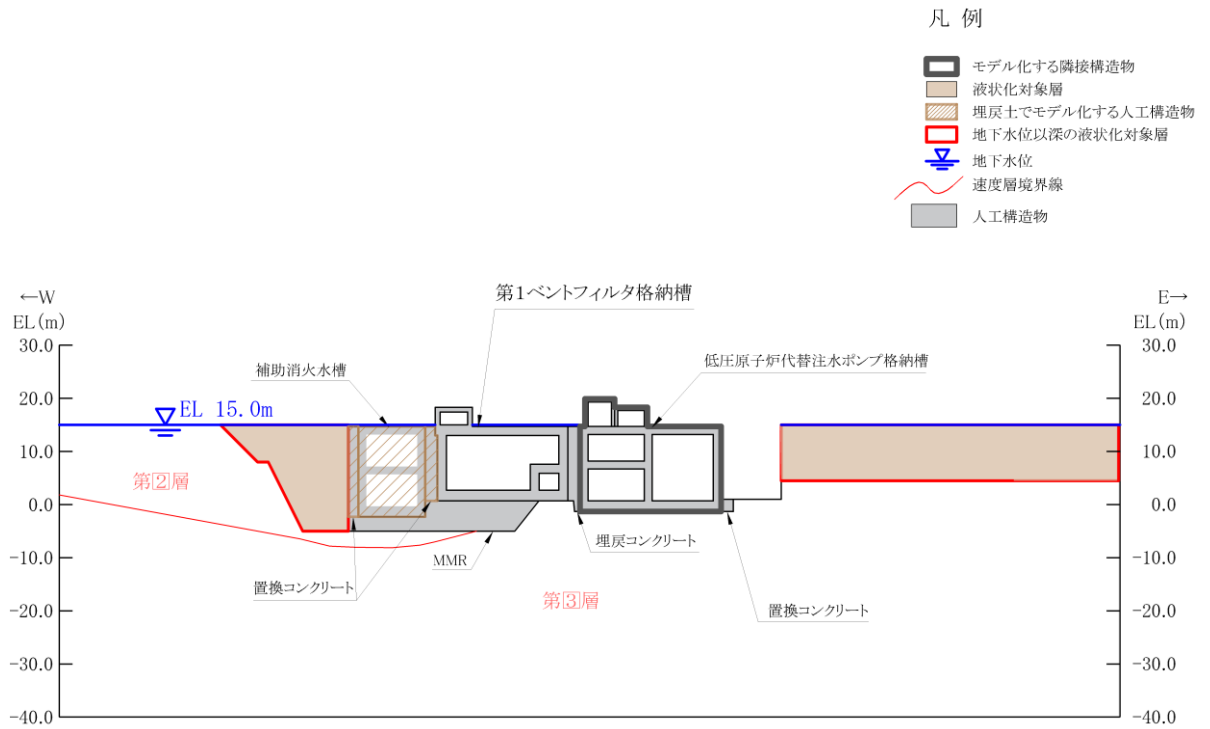 凡 例
モデル化する隣接構造物
液状化対象層
埋戻土でモデル化する人工構造物
地下水位以深の液状化対象層
地下水位
速度層境界線
人工構造物
←W
EL(m)
E→
EL(m)
第1ベントフィルタ格納槽
補助消火水槽
低圧原子炉代替注水ポンプ格納槽
EL 15.0m
30.0
20.0
10.0
0.0
-10.0
-20.0
-30.0
-40.0
30.0
20.0
10.0
0.0
-10.0
-20.0
-30.0
-40.0
第2層
埋戻コンクリート
MMR
置換コンクリート
第3層
置換コンクリート